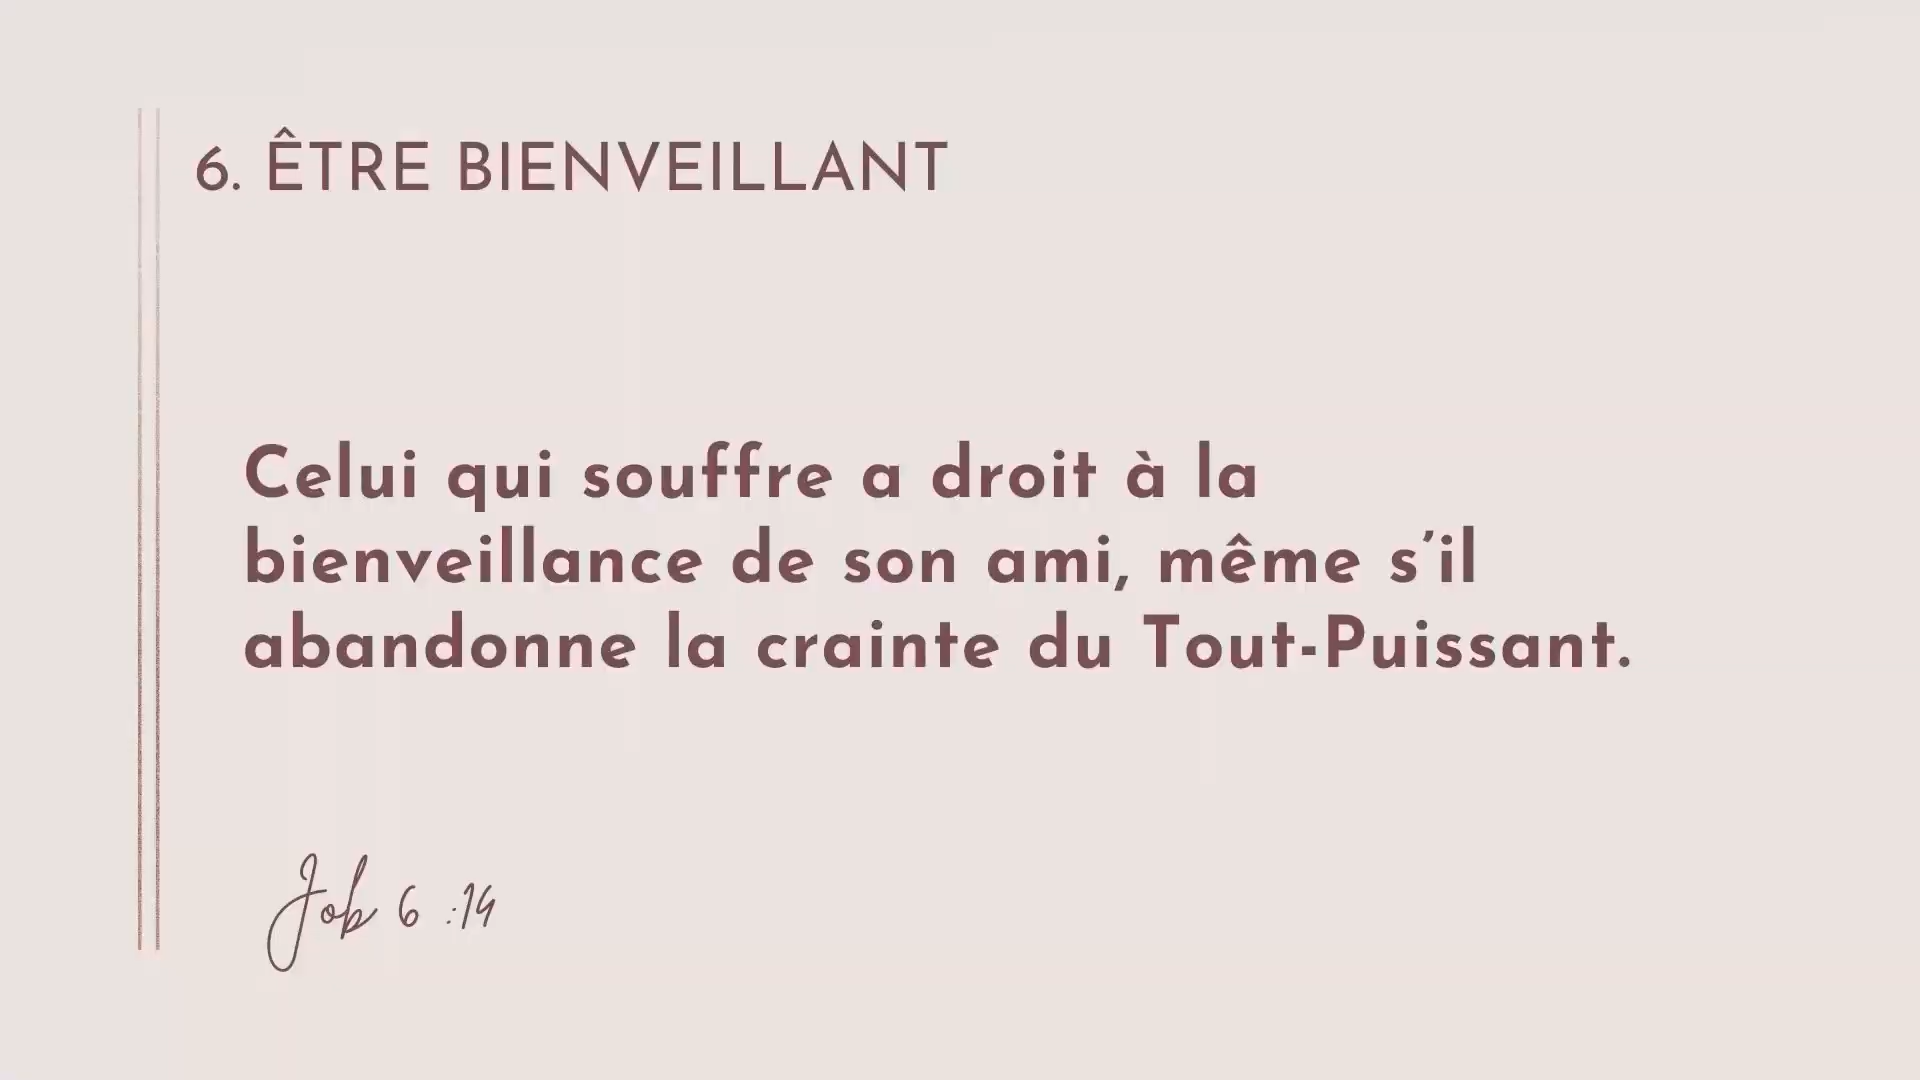 6. ÊTRE BIENVEILLANT
Celui qui souffre a droit à la
bienveillance de son ami, même s’il
abandonne la crainte du Tout-Puissant.
Job 6 :14